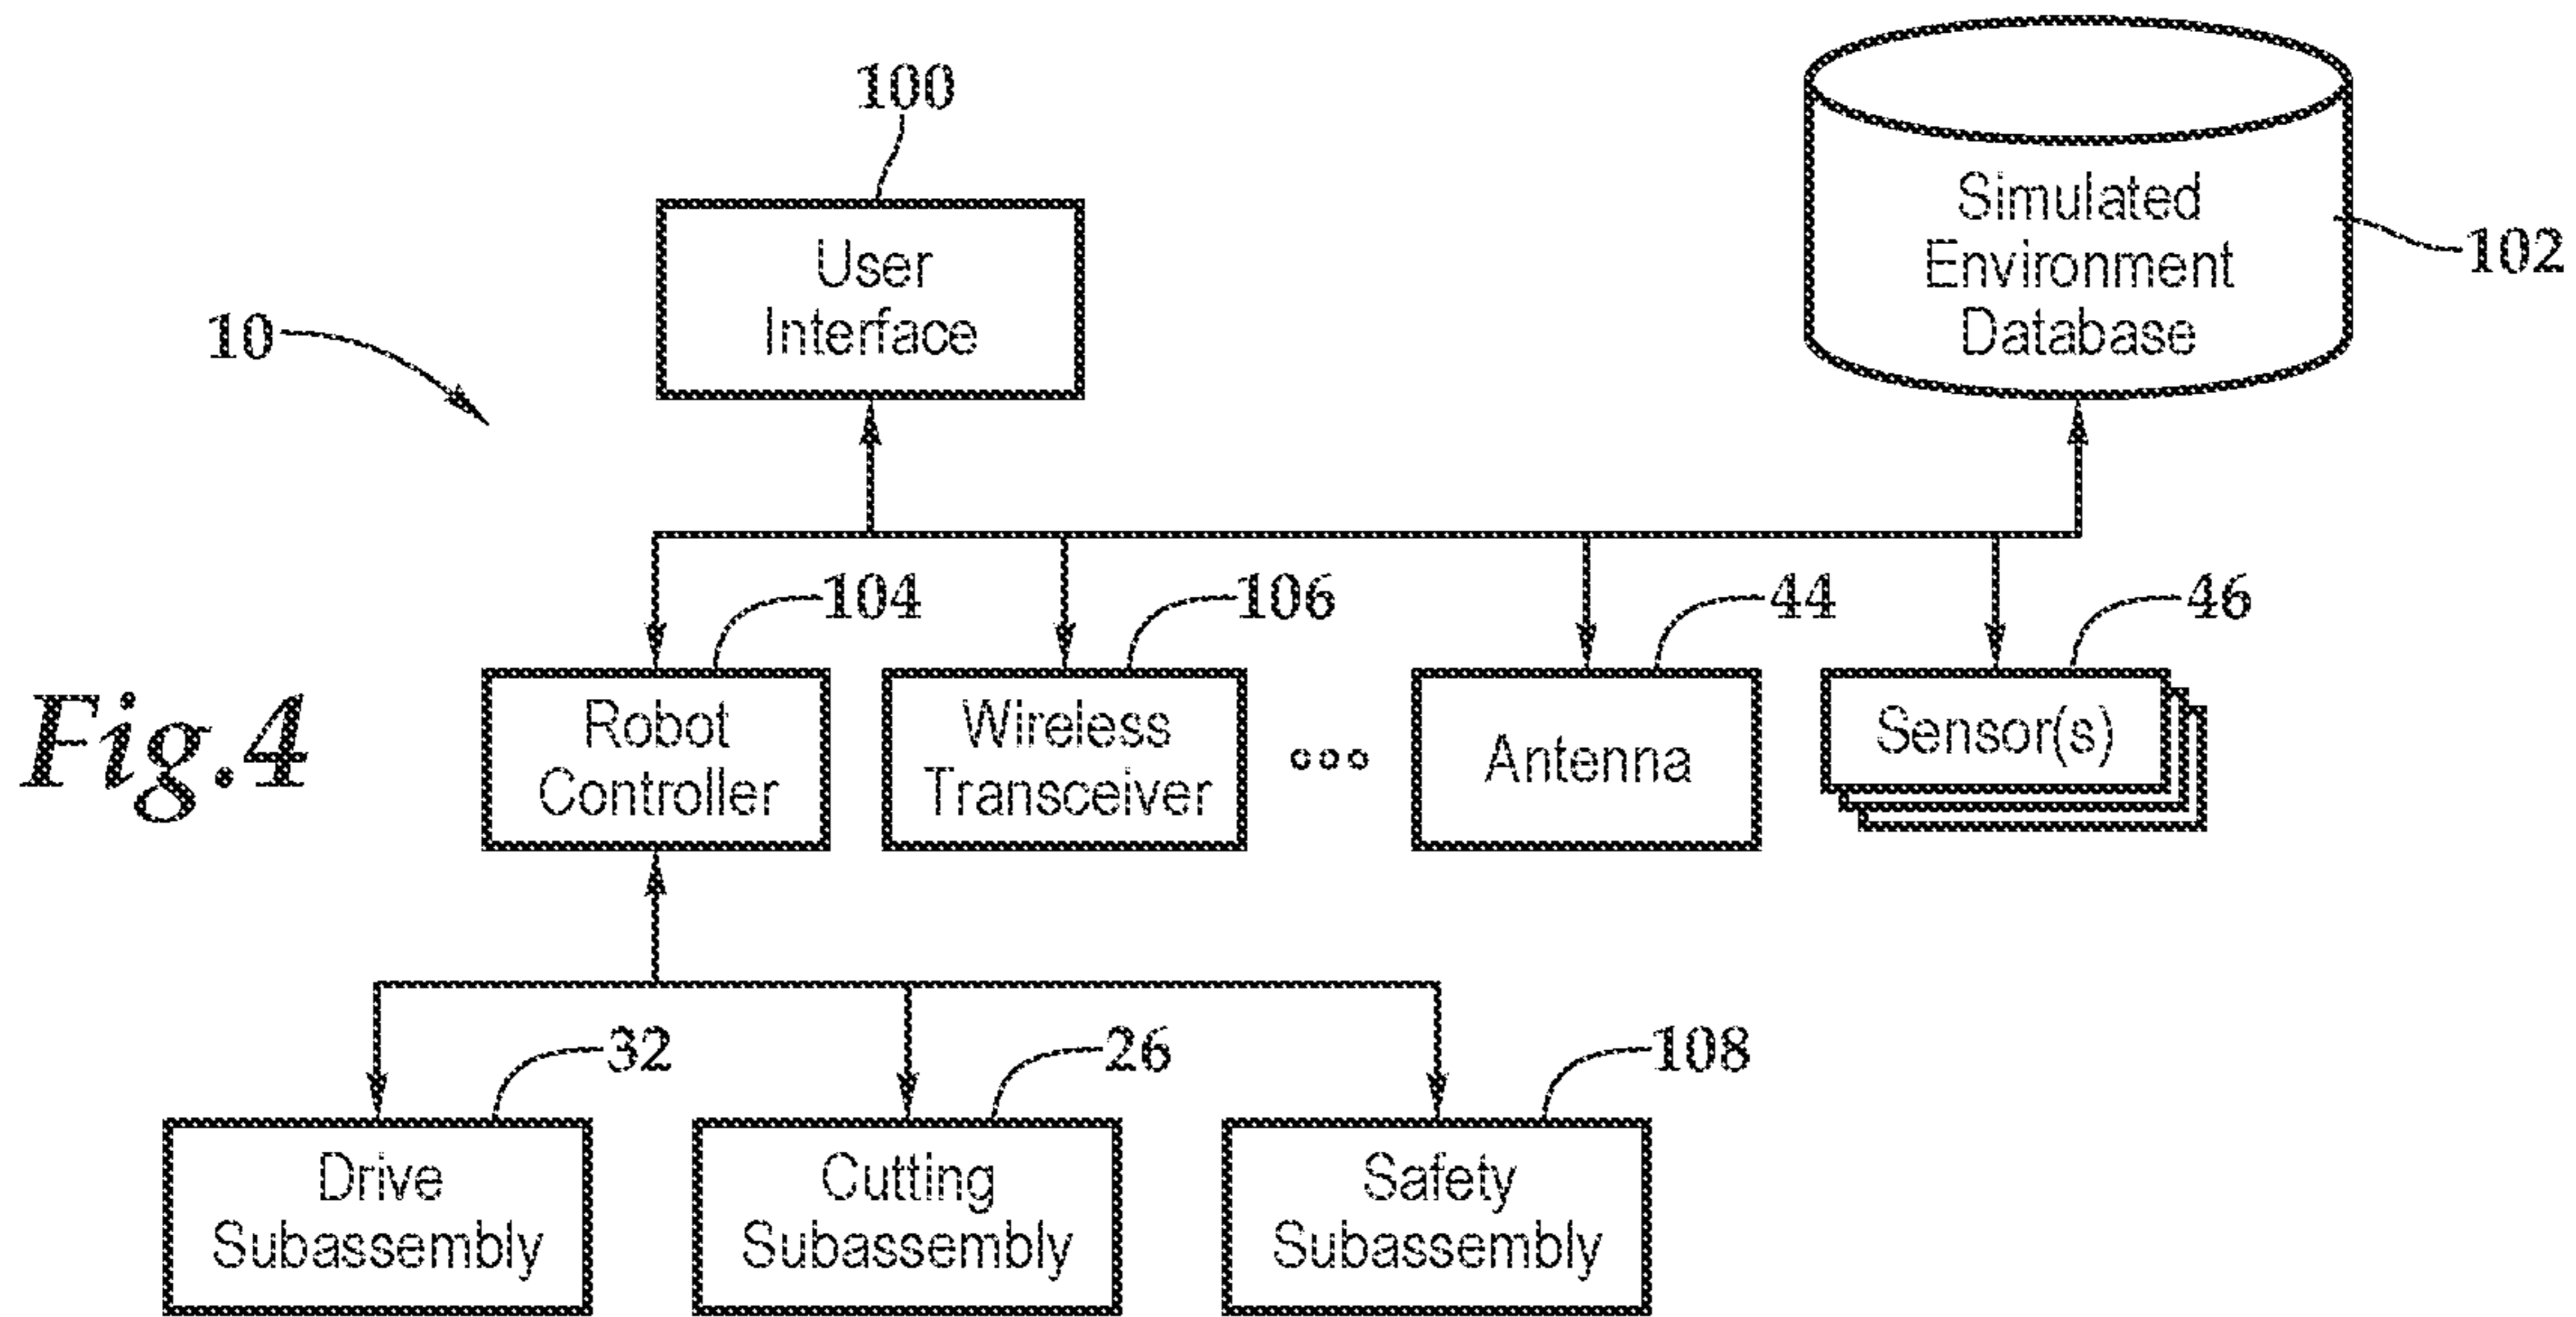 100
User
Interface
Simulated
Environment
Database
102
10
104
106
44
46
Fig.4
Robot
Controller
Wireless
Transceiver
Antenna
Sensor(s)
32
26
108
Drive
Subassembly
Cutting
Subassembly
Safety
Subassembly